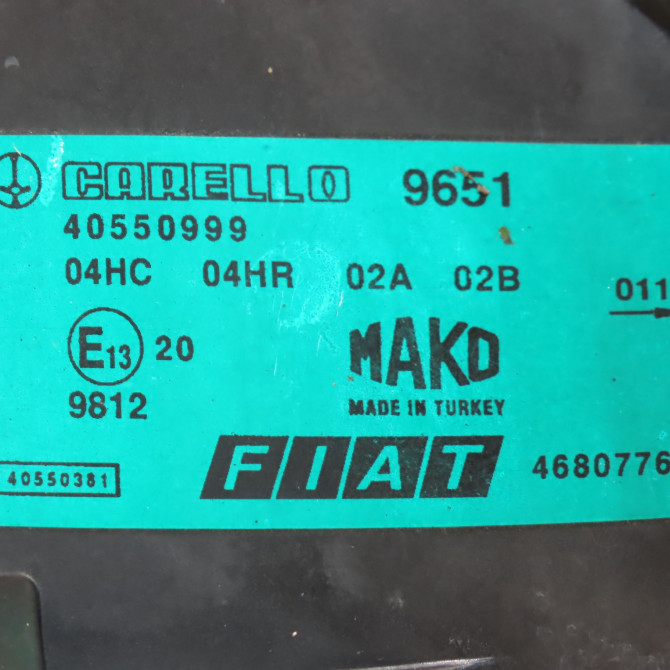 CARELLO 9651
40550999
04HC 04HR 02A 02B
011
E13 20
9812
MAKO
MADE IN TURKEY
40550381
FIAT 4680776